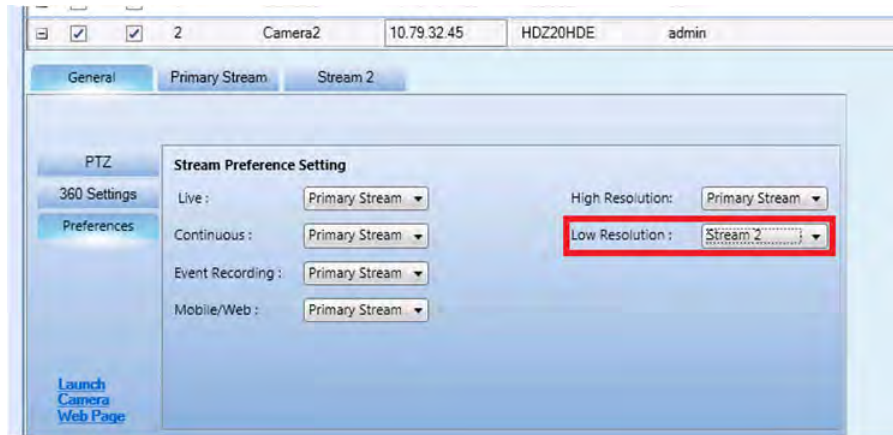 2 Camera2 10.79.32.45 HDZ20HDE admin
General Primary Stream Stream 2
PTZ
360 Settings
Preferences
Stream Preference Setting
Live : Primary Stream High Resolution: Primary Stream
Continuous : Primary Stream Low Resolution : Stream 2
Event Recording : Primary Stream
Mobile/Web : Primary Stream
Launch
Camera
Web Page